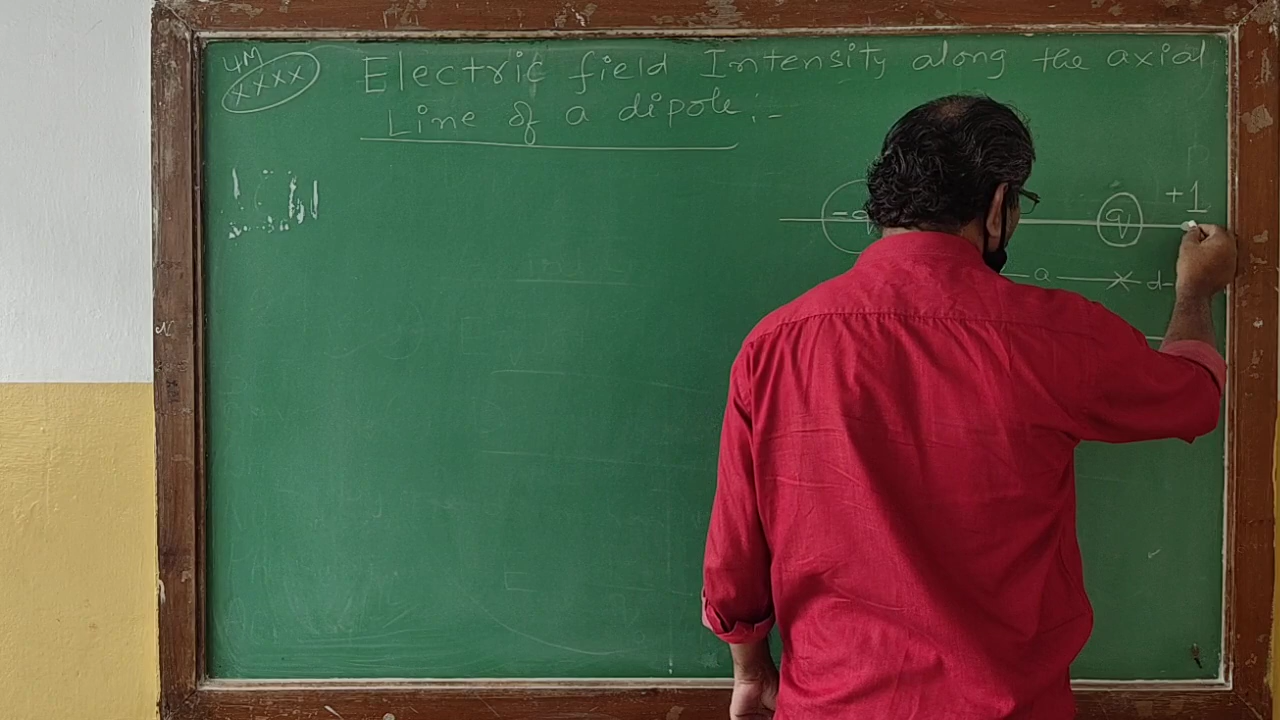 4M
xxxx
Electric field Intensity along the axial
Line of a dipole :-
-q q +1
a d